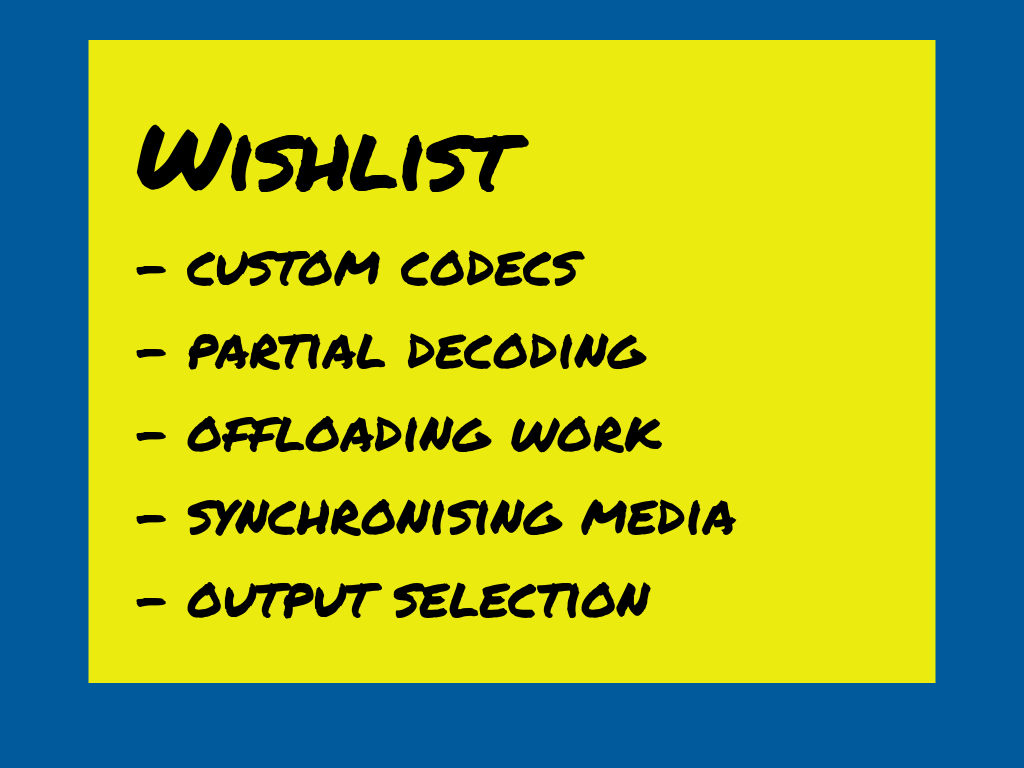 Wishlist
- custom codecs
- partial decoding
- offloading work
- synchronising media
- output selection